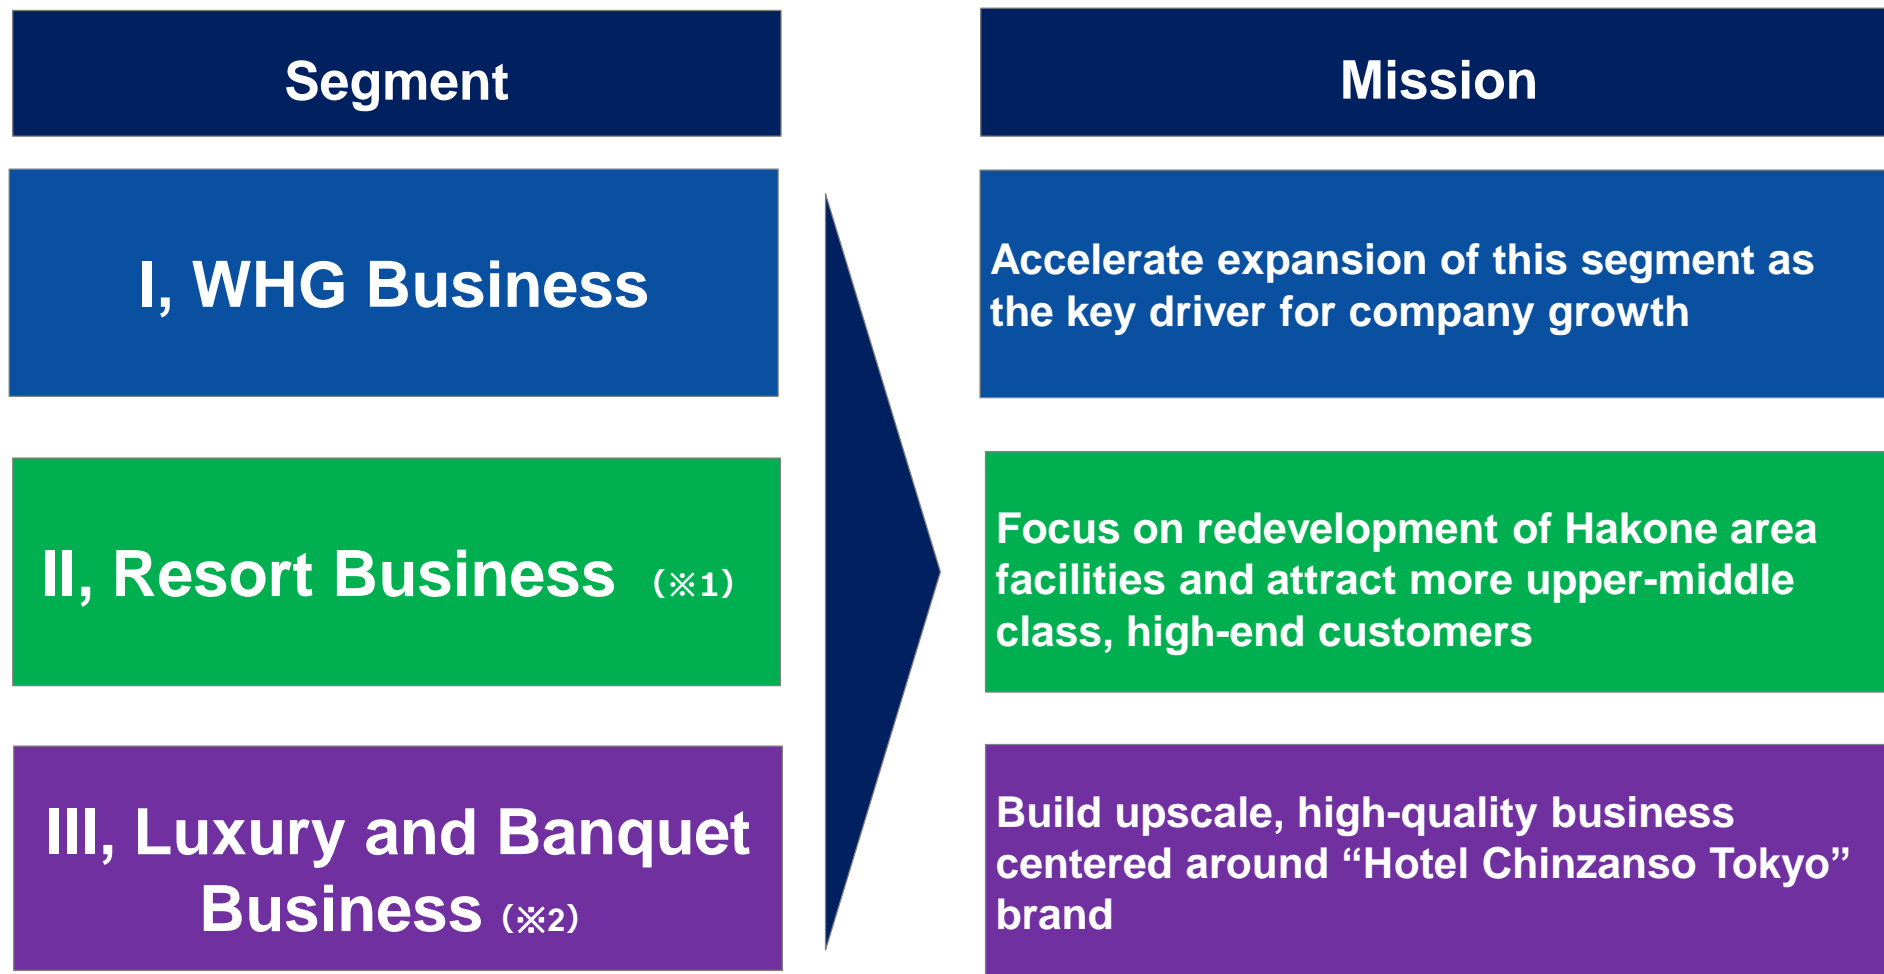 Segment
Mission
I, WHG Business
Accelerate expansion of this segment as
the key driver for company growth
II, Resort Business （※1）
Focus on redevelopment of Hakone area
facilities and attract more upper-middle
class, high-end customers
III, Luxury and Banquet
Business （※2）
Build upscale, high-quality business
centered around “Hotel Chinzanso Tokyo”
brand